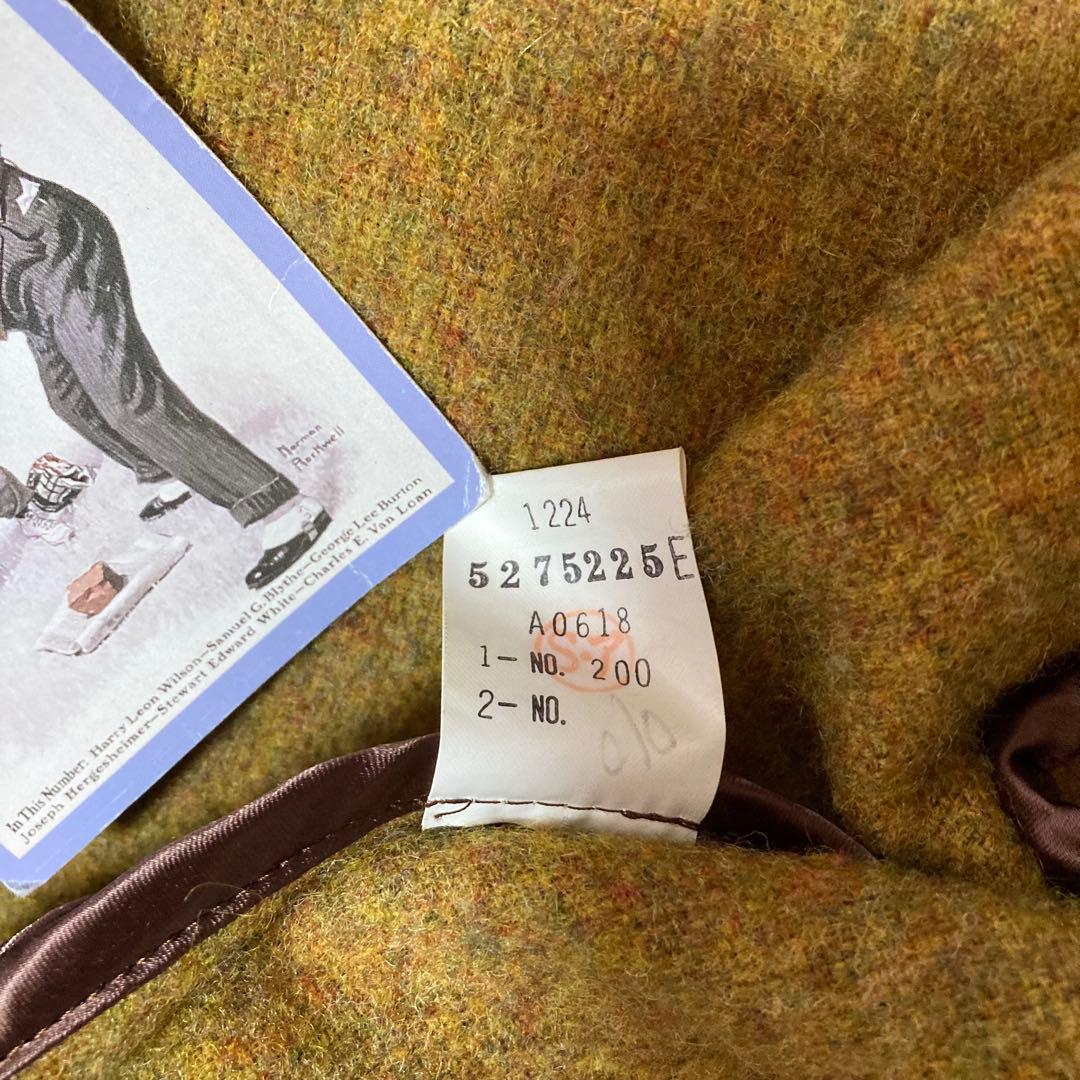 Norman
Rockwell
In This Number: Harry Leon Wilson–Samuel G. Blythe–George Lee Burton
Joseph Hergesheimer–Stewart Edward White–Charles E. Van Loan
1224
5275225E
A0618
1- NO. 200
2- NO.